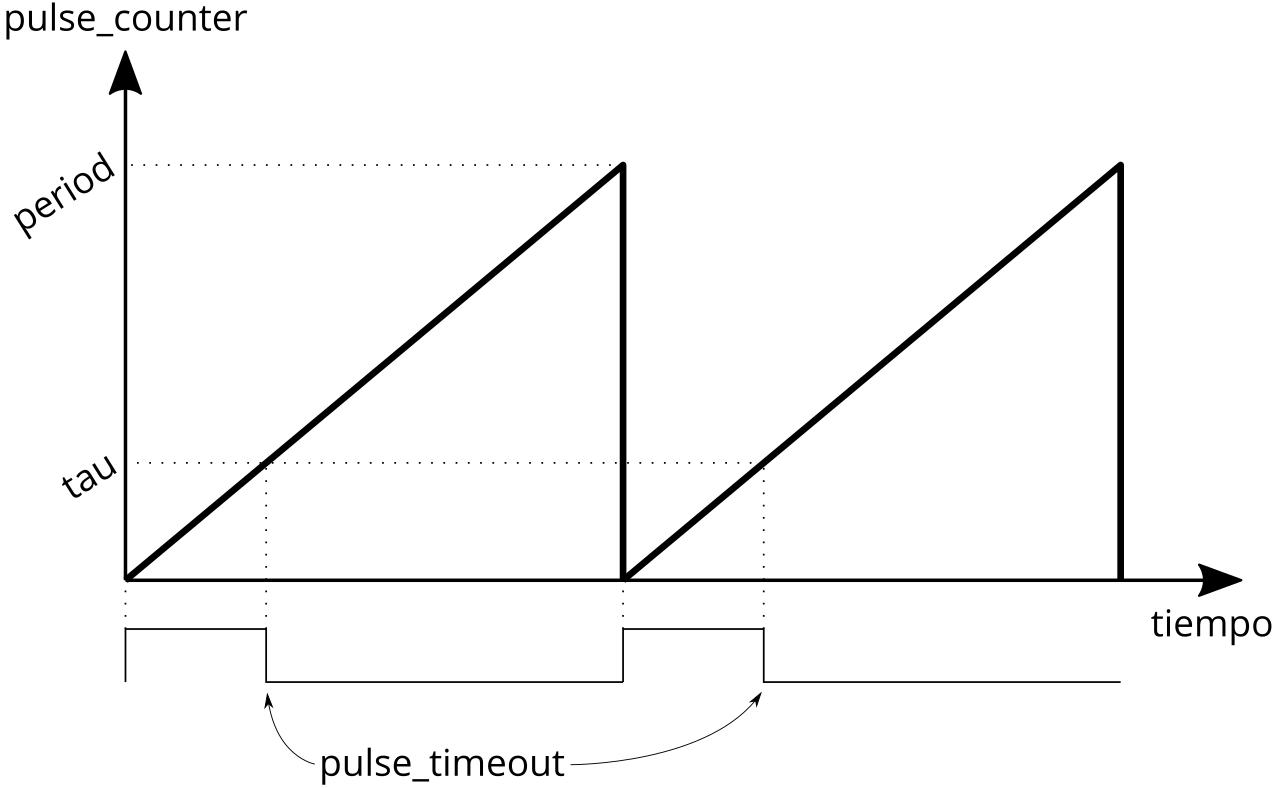 pulse_counter
period
tau
tiempo
pulse_timeout